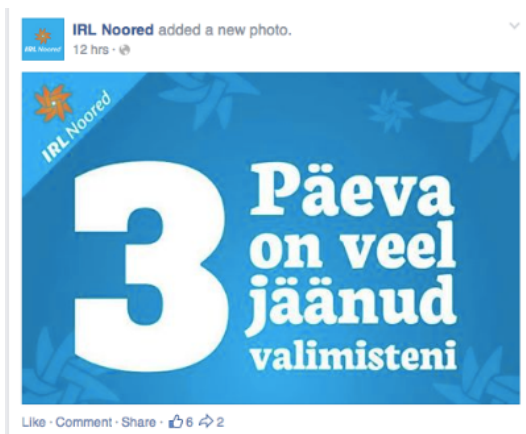 IRL Noored added a new photo.
12 hrs ·
IRL Noored
IRL Noored
3
Päeva
on veel
jäänud
valimisteni
Like · Comment · Share · 6 2